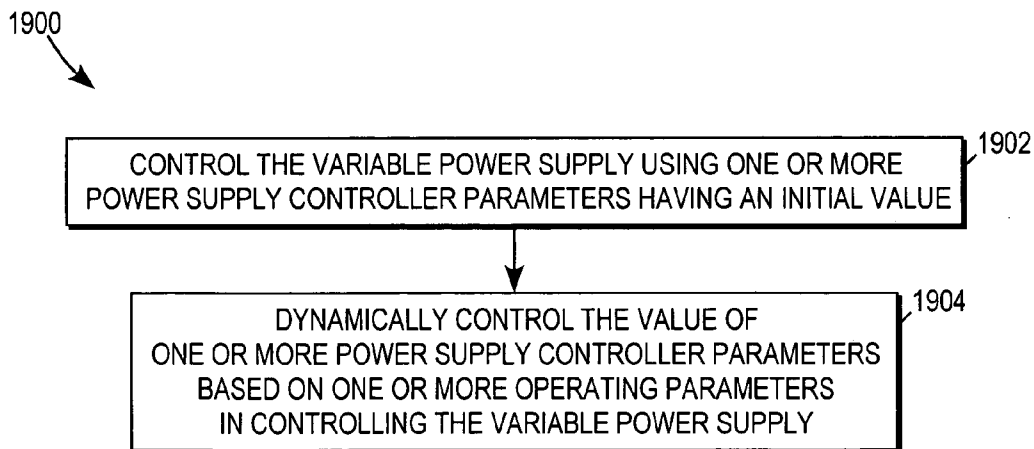 1900
1902
CONTROL THE VARIABLE POWER SUPPLY USING ONE OR MORE
POWER SUPPLY CONTROLLER PARAMETERS HAVING AN INITIAL VALUE
1904
DYNAMICALLY CONTROL THE VALUE OF
ONE OR MORE POWER SUPPLY CONTROLLER PARAMETERS
BASED ON ONE OR MORE OPERATING PARAMETERS
IN CONTROLLING THE VARIABLE POWER SUPPLY